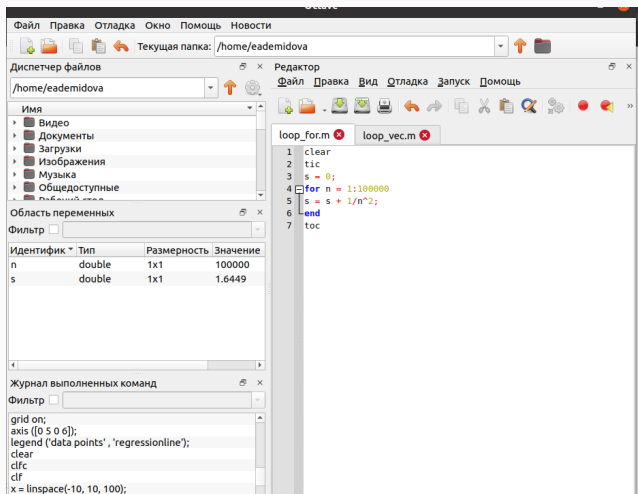 Octave
Файл Правка Отладка Окно Помощь Новости
Текущая папка: /home/eademidova
Диспетчер файлов
/home/eademidova
Имя
Видео
Документы
Загрузки
Изображения
Музыка
Общедоступные
Рабочий стол
Область переменных
Фильтр
Идентифик Тип Размерность Значение
n double 1x1 100000
s double 1x1 1.6449
Журнал выполненных команд
Фильтр
grid on;
axis ([0 5 0 6]);
legend ('data points' , 'regressionline');
clear
clfc
clf
x = linspace(-10, 10, 100);
Редактор
Файл Правка Вид Отладка Запуск Помощь
»
loop_for.m loop_vec.m
1 clear
2 tic
3 s = 0;
4 for n = 1:100000
5 s = s + 1/n^2;
6 end
7 toc